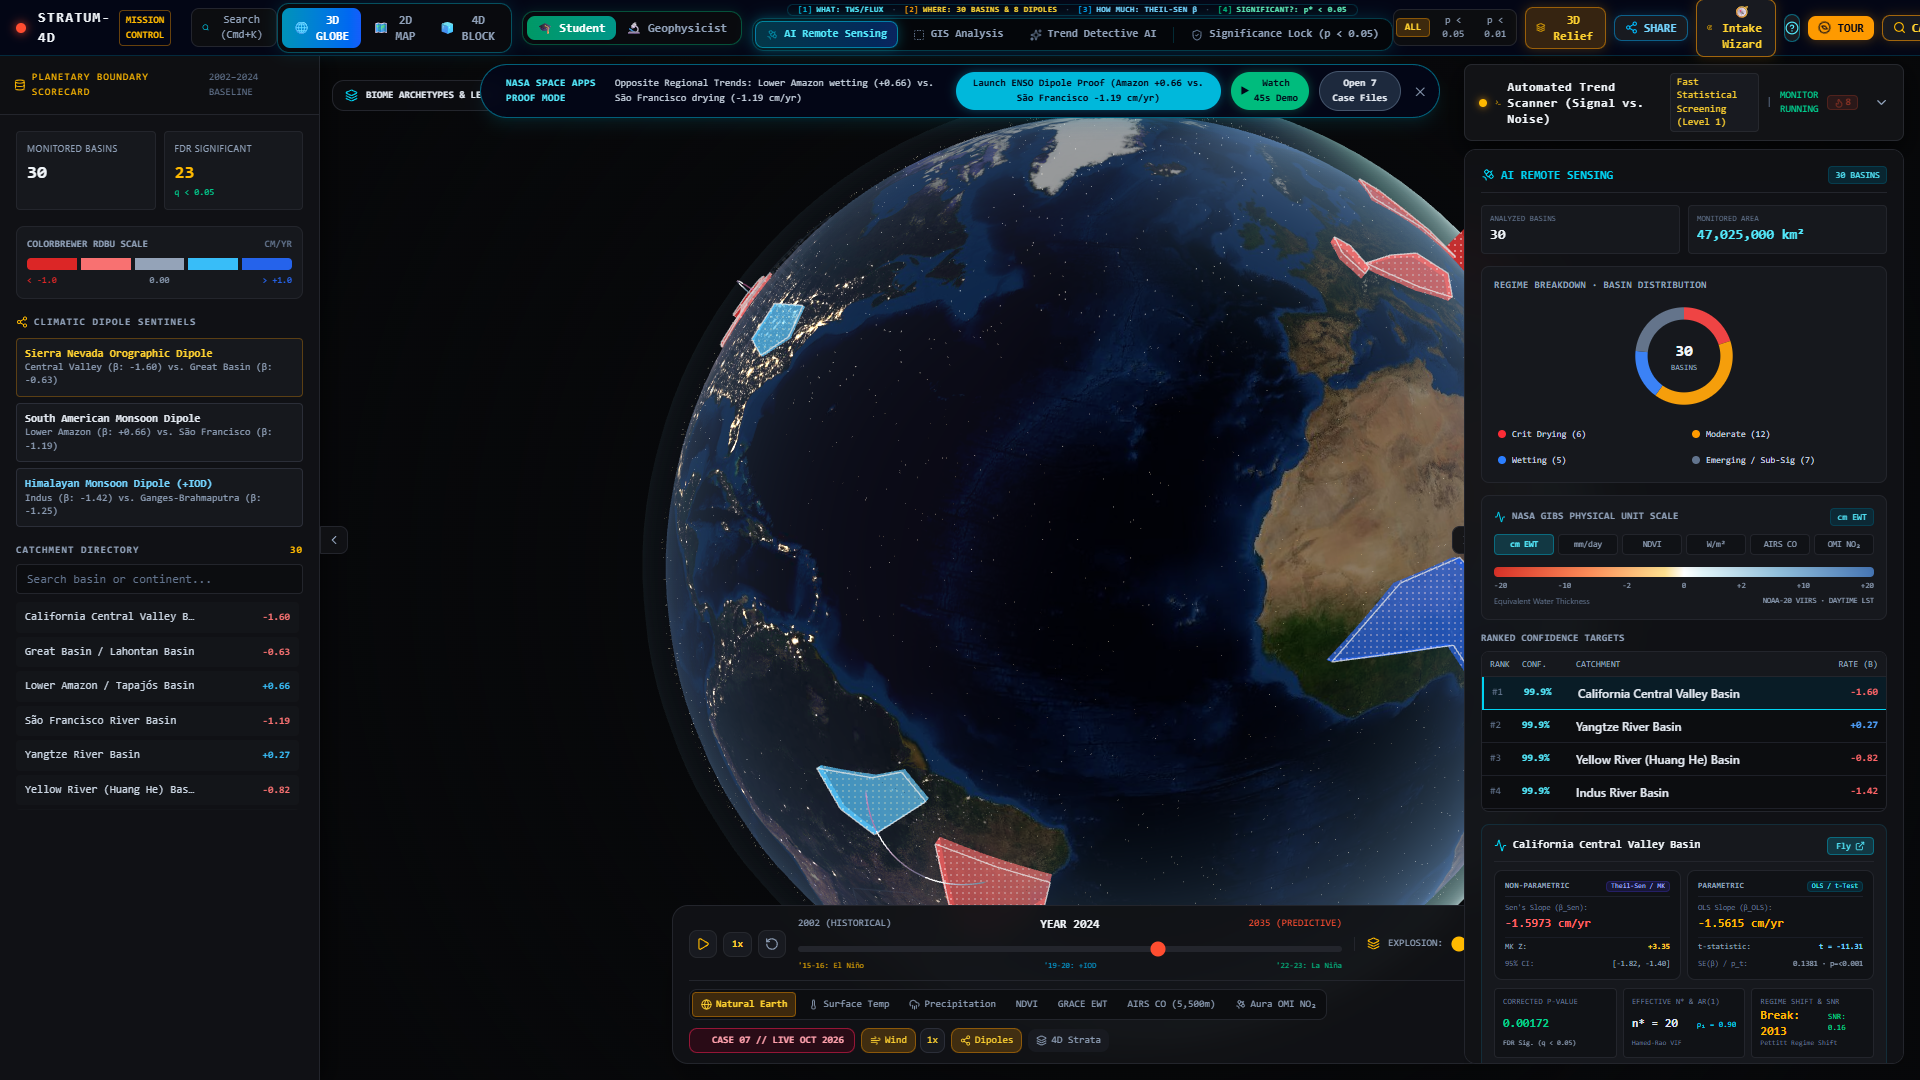 STRATUM-
4D
MISSION
CONTROL
Search
(Cmd+K)
3D
GLOBE
2D
MAP
4D
BLOCK
Student
Geophysicist
[1] WHAT: TWS/FLUX · [2] WHERE: 30 BASINS & 8 DIPOLES · [3] HOW MUCH: THEIL-SEN β · [4] SIGNIFICANT?: p* < 0.05
AI Remote Sensing
GIS Analysis
Trend Detective AI
Significance Lock (p < 0.05)
ALL
p <
0.05
p <
0.01
3D
Relief
SHARE
Intake
Wizard
TOUR
PLANETARY BOUNDARY
SCORECARD
2002–2024
BASELINE
MONITORED BASINS
30
FDR SIGNIFICANT
23
q < 0.05
COLORBREWER RDBU SCALE
CM/YR
< -1.0
0.00
> +1.0
CLIMATIC DIPOLE SENTINELS
Sierra Nevada Orographic Dipole
Central Valley (β: -1.60) vs. Great Basin (β:
-0.63)
South American Monsoon Dipole
Lower Amazon (β: +0.66) vs. São Francisco (β:
-1.19)
Himalayan Monsoon Dipole (+IOD)
Indus (β: -1.42) vs. Ganges-Brahmaputra (β:
-1.25)
CATCHMENT DIRECTORY
30
Search basin or continent...
California Central Valley B…
-1.60
Great Basin / Lahontan Basin
-0.63
Lower Amazon / Tapajós Basin
+0.66
São Francisco River Basin
-1.19
Yangtze River Basin
+0.27
Yellow River (Huang He) Bas…
-0.82
BIOME ARCHETYPES & LE
NASA SPACE APPS
PROOF MODE
Opposite Regional Trends: Lower Amazon wetting (+0.66) vs.
São Francisco drying (-1.19 cm/yr)
Launch ENSO Dipole Proof (Amazon +0.66 vs.
São Francisco -1.19 cm/yr)
Watch
45s Demo
Open 7
Case Files
2002 (HISTORICAL)
YEAR 2024
2035 (PREDICTIVE)
1x
'15-16: El Niño
'19-20: +IOD
'22-23: La Niña
EXPLOSION:
Natural Earth
Surface Temp
Precipitation
NDVI
GRACE EWT
AIRS CO (5,500m)
Aura OMI NO₂
CASE 07 // LIVE OCT 2026
Wind
1x
Dipoles
4D Strata
Automated Trend
Scanner (Signal vs.
Noise)
Fast
Statistical
Screening
(Level 1)
MONITOR
RUNNING
8
AI REMOTE SENSING
30 BASINS
ANALYZED BASINS
30
MONITORED AREA
47,025,000 km²
REGIME BREAKDOWN · BASIN DISTRIBUTION
30
BASINS
Crit Drying (6)
Moderate (12)
Wetting (5)
Emerging / Sub-Sig (7)
NASA GIBS PHYSICAL UNIT SCALE
cm EWT
cm EWT
mm/day
NDVI
W/m²
AIRS CO
OMI NO₂
-20
-10
-2
0
+2
+10
+20
Equivalent Water Thickness
NOAA-20 VIIRS · DAYTIME LST
RANKED CONFIDENCE TARGETS
RANK
CONF.
CATCHMENT
RATE (Β)
#1
99.9%
California Central Valley Basin
-1.60
#2
99.9%
Yangtze River Basin
+0.27
#3
99.9%
Yellow River (Huang He) Basin
-0.82
#4
99.9%
Indus River Basin
-1.42
California Central Valley Basin
Fly
NON-PARAMETRIC
Theil-Sen / MK
Sen's Slope (β_Sen):
-1.5973 cm/yr
MK Z:
+3.35
95% CI:
[-1.82, -1.40]
PARAMETRIC
OLS / t-Test
OLS Slope (β_OLS):
-1.5615 cm/yr
t-statistic:
t = -11.31
SE(β) / p_t:
0.1381 · p=<0.001
CORRECTED P-VALUE
0.00172
FDR Sig. (q < 0.05)
EFFECTIVE N* & AR(1)
n* = 20
ρ₁ = 0.90
Hamed-Rao VIF
REGIME SHIFT & SNR
Break:
2013
SNR:
0.16
Pettitt Regime Shift